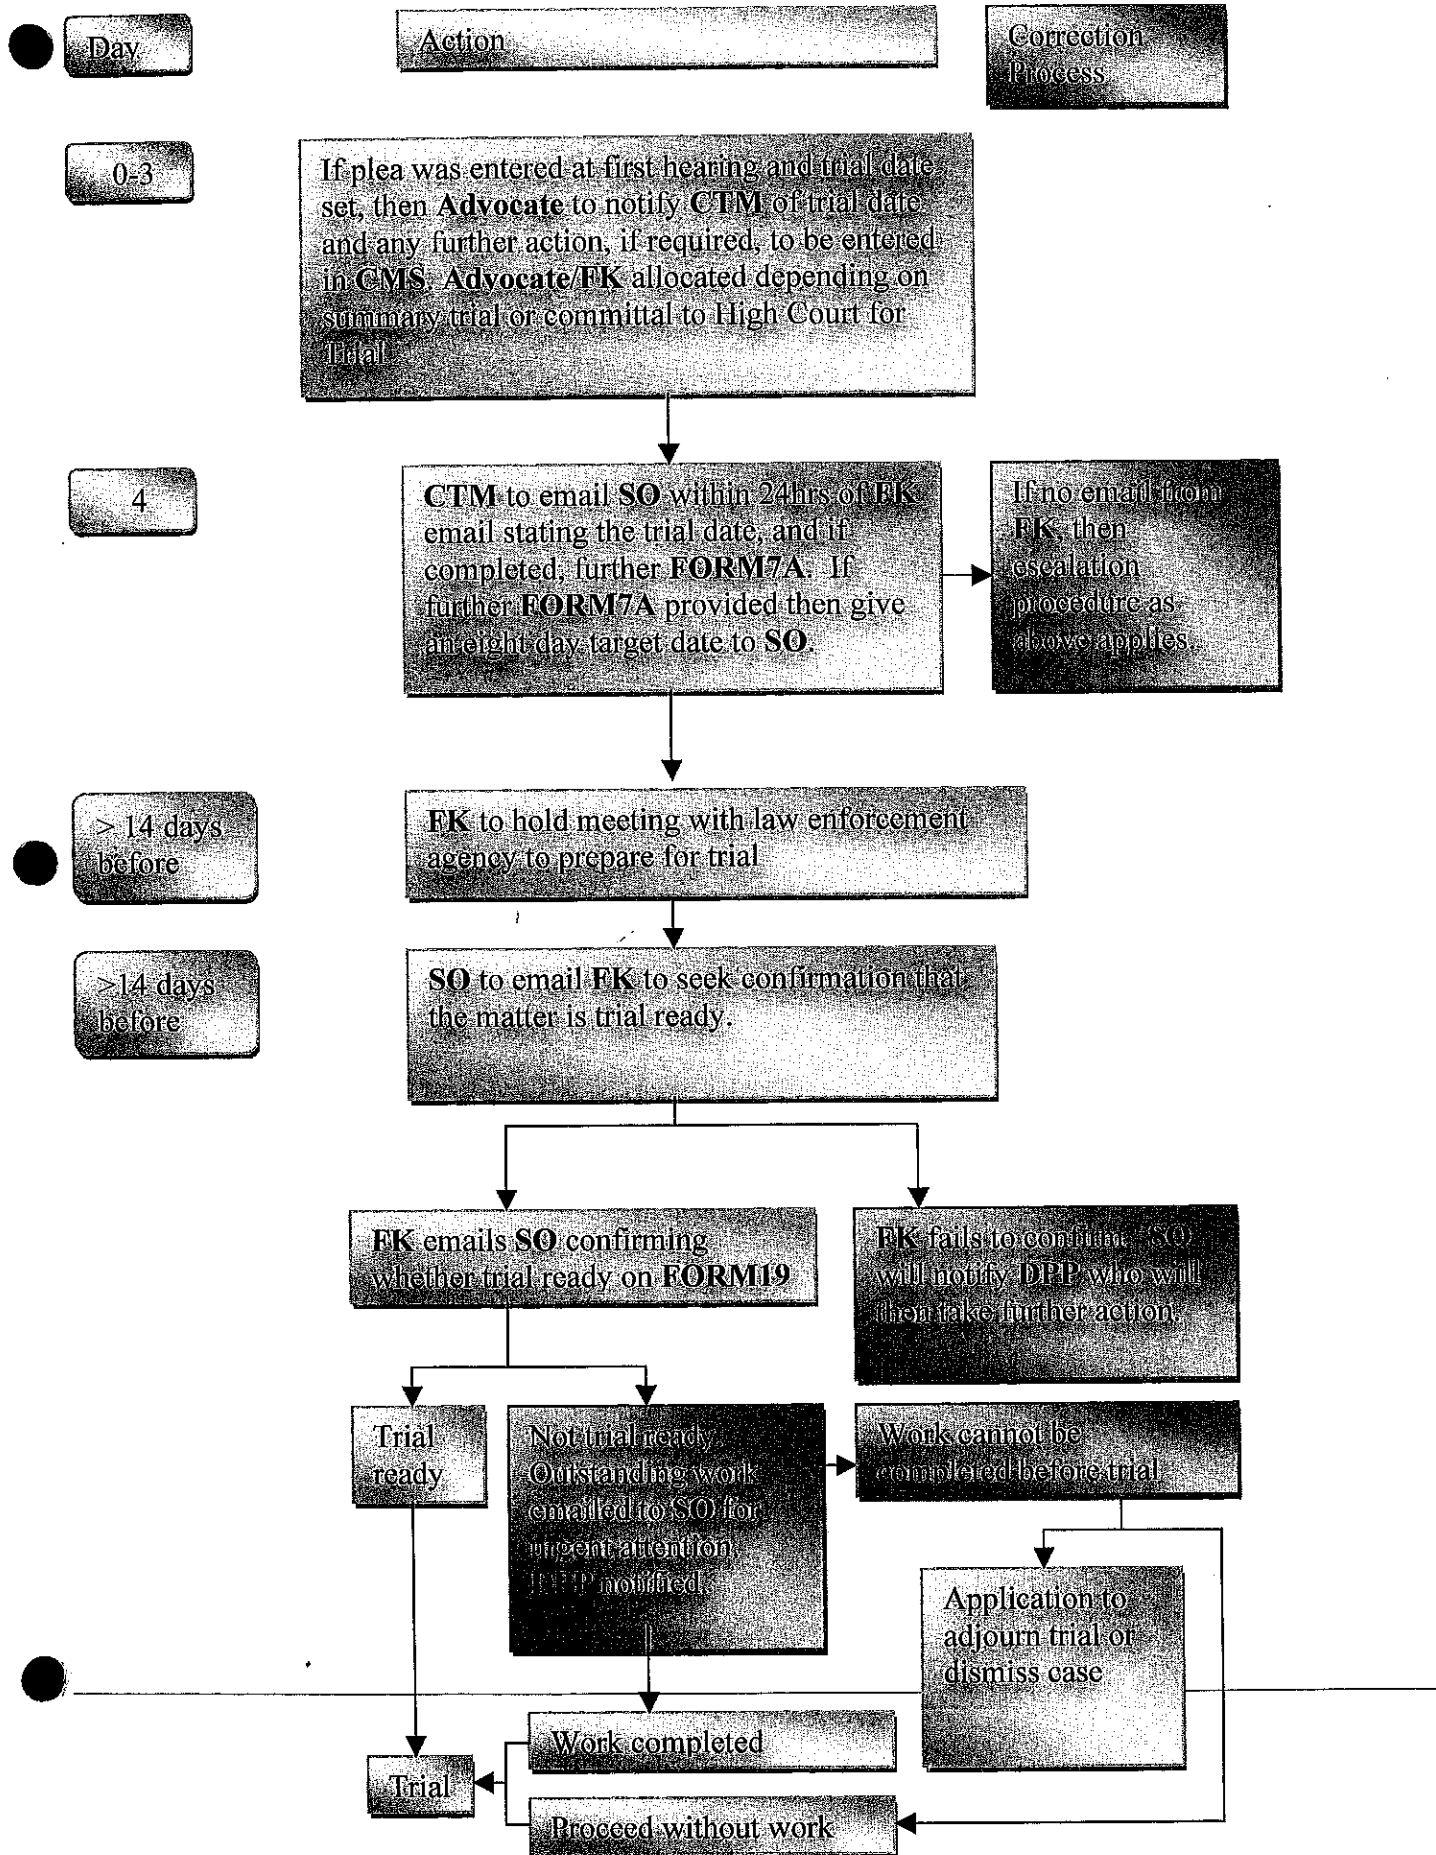 Day
Action
Correction
Process
0-3
If plea was entered at first hearing and trial date
set, then Advocate to notify CTM of trial date
and any further action, if required, to be entered
in CMS. Advocate/FK allocated depending on
summary trial or committal to High Court for
Trial
4
CTM to email SO within 24hrs of FK
email stating the trial date, and if
completed, further FORM7A. If
further FORM7A provided then give
an eight day target date to SO.
If no email from
FK, then
escalation
procedure as
above applies.
> 14 days
before
FK to hold meeting with law enforcement
agency to prepare for trial
>14 days
before
SO to email FK to seek confirmation that
the matter is trial ready.
FK emails SO confirming
whether trial ready on FORM19
FK fails to confirm. SO
will notify DPP who will
then take further action.
Trial
ready
Not trial ready
Outstanding work
emailed to SO for
urgent attention
DPP notified.
Work cannot be
completed before trial
Application to
adjourn trial or
dismiss case
Work completed
Trial
Proceed without work